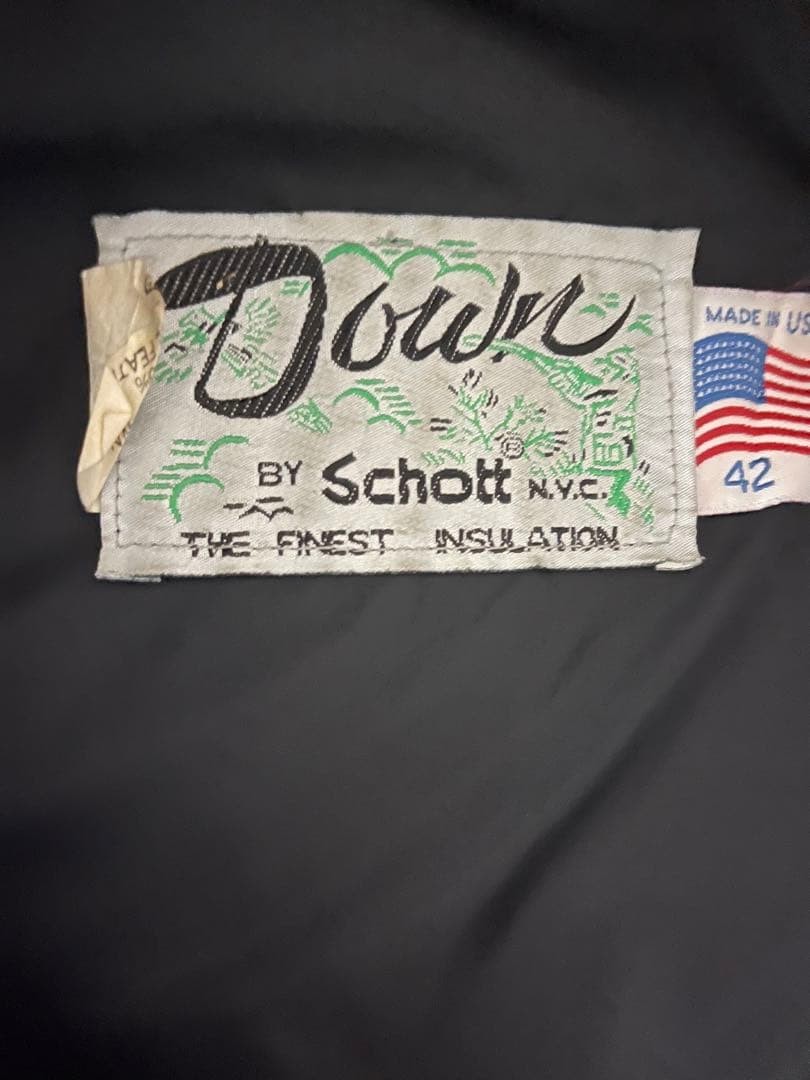 Down
BY Schott N.Y.C.
®
THE FINEST INSULATION
MADE IN US
42